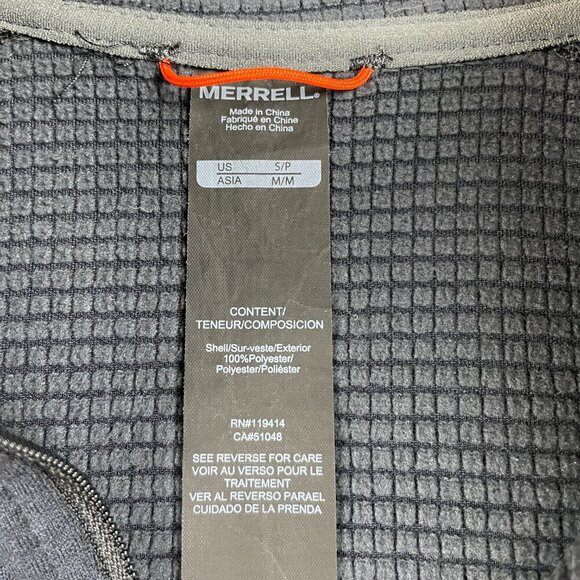 MERRELL.
Made in China
Fabriqué en Chine
Hecho en China
US S/P
ASIA M/M
CONTENT/
TENEUR/COMPOSICION
Shell/Sur-veste/Exterior
100%Polyester/
Polyester/Poliéster
RN#119414
CA#51048
SEE REVERSE FOR CARE
VOIR AU VERSO POUR LE
TRAITEMENT
VER AL REVERSO PARAEL
CUIDADO DE LA PRENDA